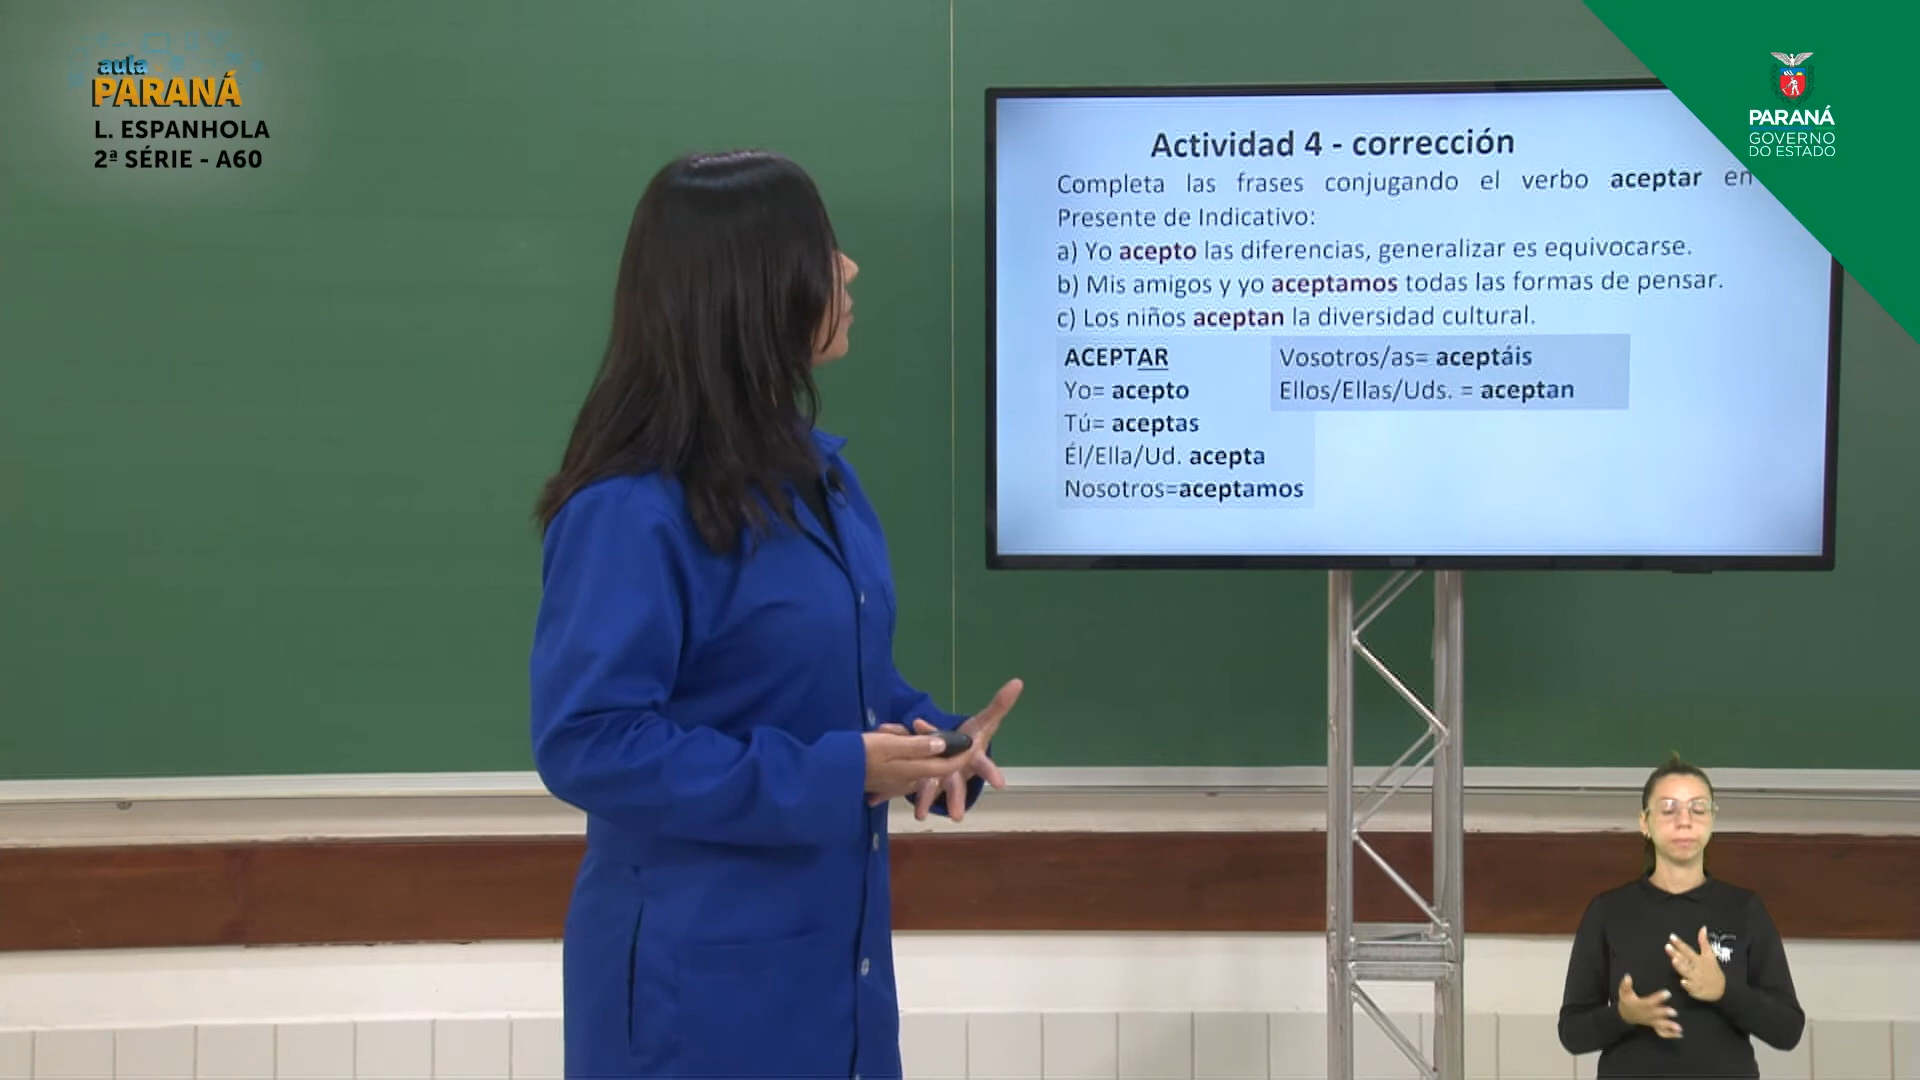 aula
PARANÁ
L. ESPANHOLA
2ª SÉRIE - A60
PARANÁ
GOVERNO
DO ESTADO
Actividad 4 - corrección
Completa las frases conjugando el verbo aceptar en
Presente de Indicativo:
a) Yo acepto las diferencias, generalizar es equivocarse.
b) Mis amigos y yo aceptamos todas las formas de pensar.
c) Los niños aceptan la diversidad cultural.
ACEPTAR
Yo= acepto
Tú= aceptas
Él/Ella/Ud. acepta
Nosotros=aceptamos
Vosotros/as= aceptáis
Ellos/Ellas/Uds. = aceptan